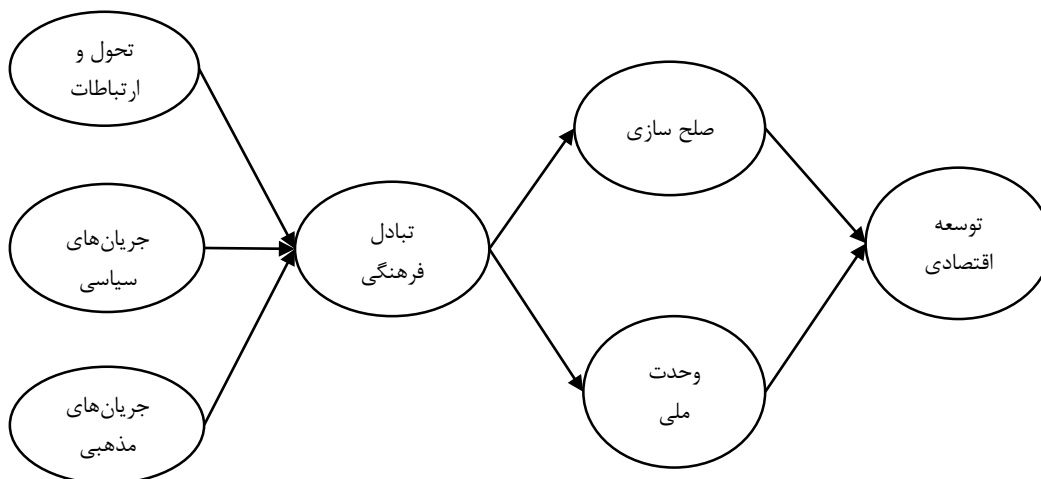 تحول و
ارتباطات
جریان‌های
سیاسی
جریان‌های
مذهبی
تبادل
فرهنگی
صلح سازی
وحدت
ملی
توسعه
اقتصادی